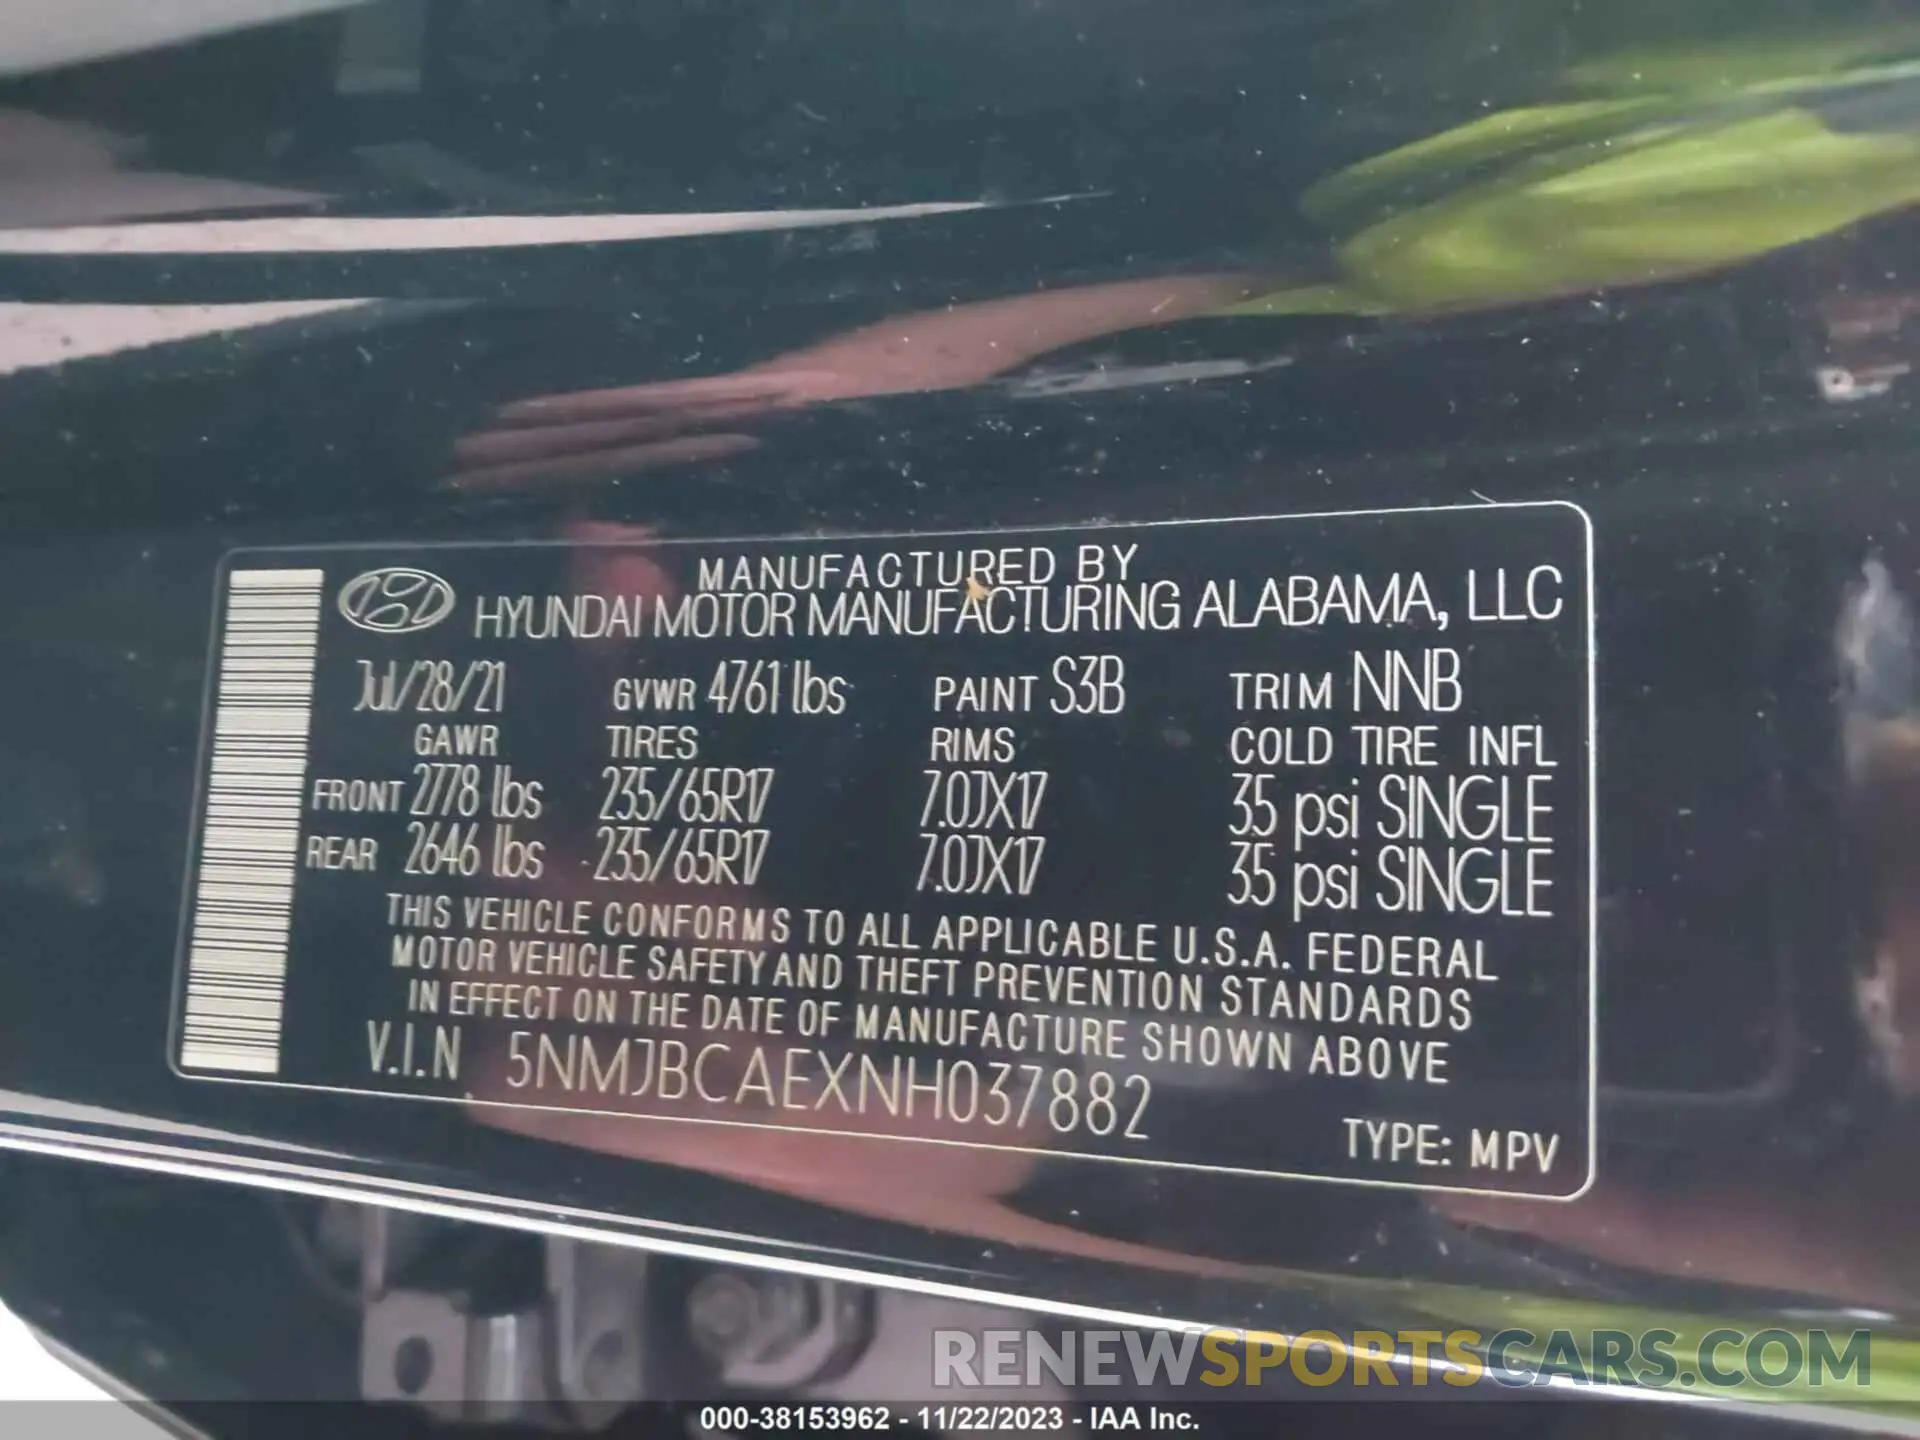 MANUFACTURED BY
HYUNDAI MOTOR MANUFACTURING ALABAMA, LLC
Jul/28/21 GVWR 4761 lbs PAINT S3B TRIM NNB
GAWR TIRES RIMS COLD TIRE INFL
FRONT 2778 lbs 235/65R17 7.0JX17 35 psi SINGLE
REAR 2646 lbs 235/65R17 7.0JX17 35 psi SINGLE
THIS VEHICLE CONFORMS TO ALL APPLICABLE U.S.A. FEDERAL
MOTOR VEHICLE SAFETY AND THEFT PREVENTION STANDARDS
IN EFFECT ON THE DATE OF MANUFACTURE SHOWN ABOVE
V.I.N 5NMJBCAEXNH037882
TYPE: MPV
RENEWSPORTSCARS.COM
000-38153962 - 11/22/2023 - IAA Inc.